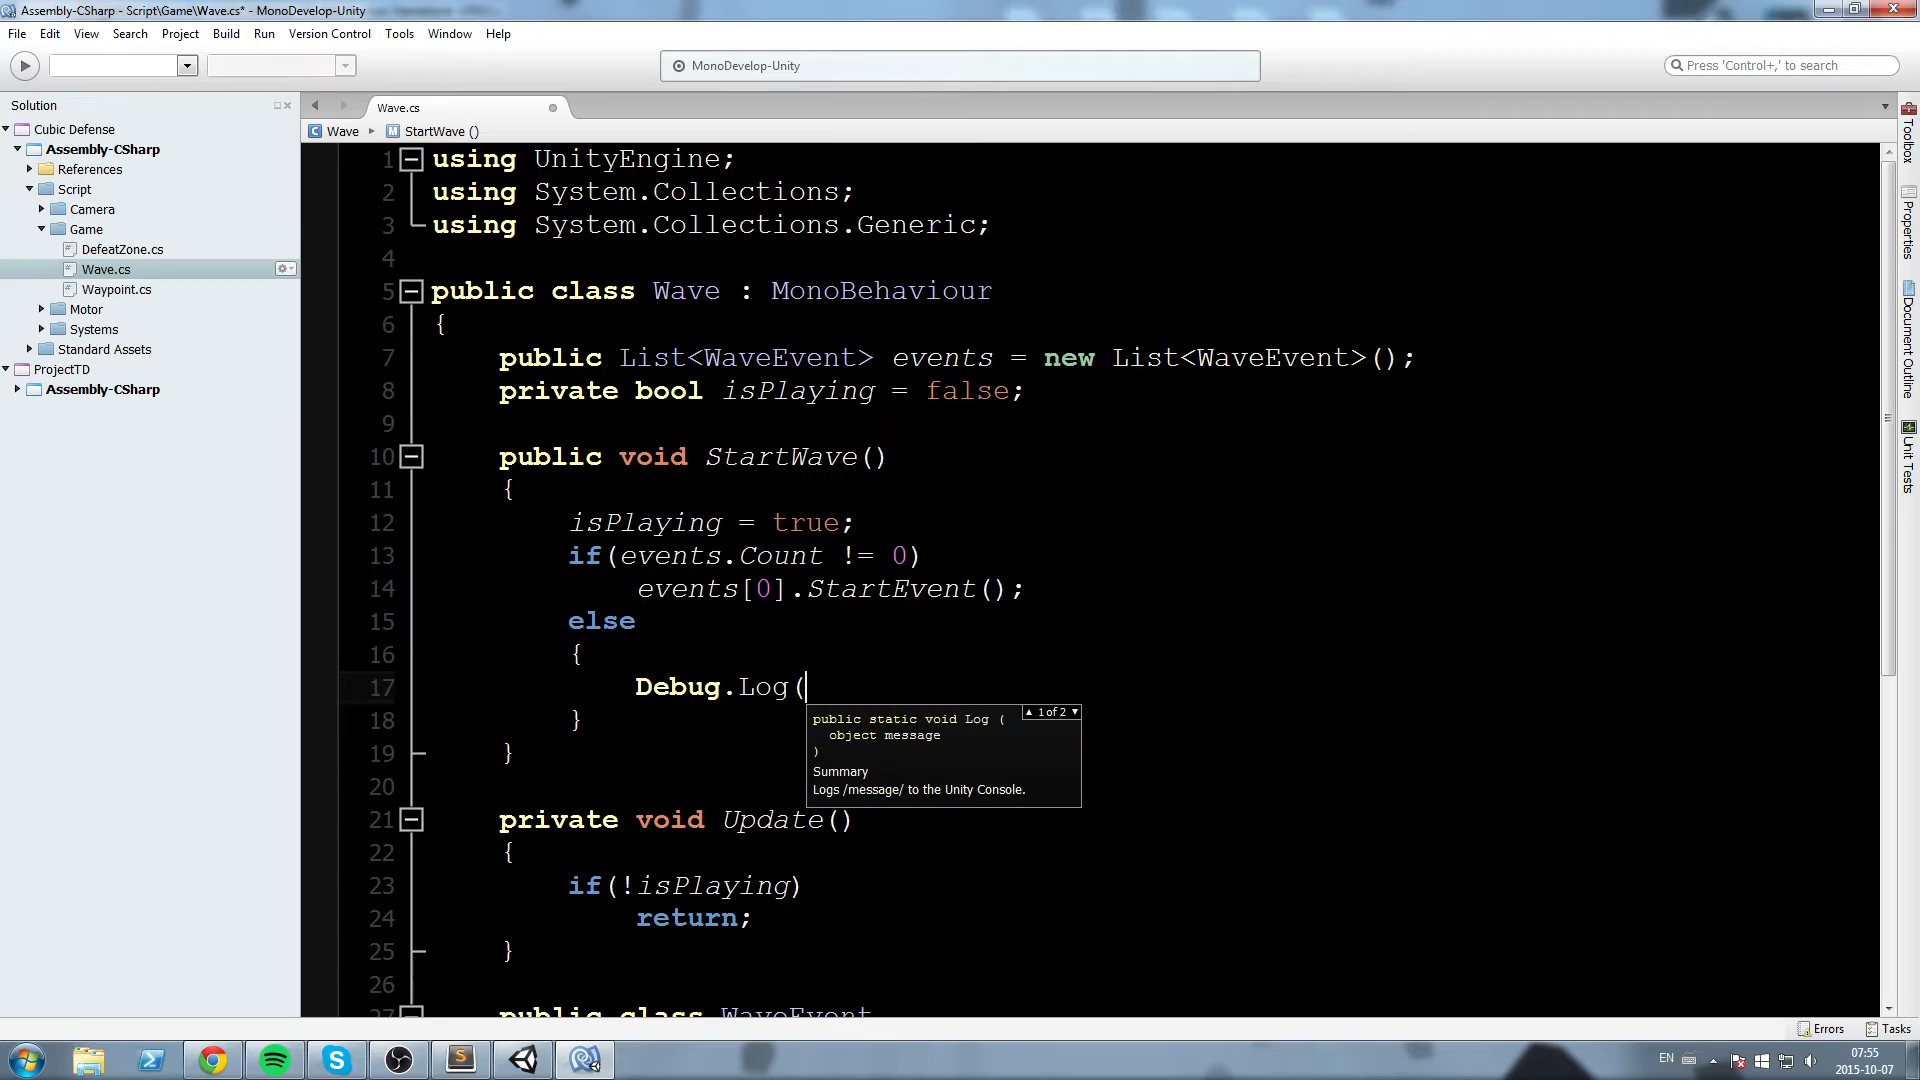 Assembly-CSharp - Script\Game\Wave.cs* - MonoDevelop-Unity
File Edit View Search Project Build Run Version Control Tools Window Help
MonoDevelop-Unity
Press 'Control+,' to search
Solution
Cubic Defense
Assembly-CSharp
References
Script
Camera
Game
DefeatZone.cs
Wave.cs
Waypoint.cs
Motor
Systems
Standard Assets
ProjectTD
Assembly-CSharp
Wave.cs
Wave StartWave ()
1 using UnityEngine;
2 using System.Collections;
3 using System.Collections.Generic;
4
5 public class Wave : MonoBehaviour
6 {
7 public List<WaveEvent> events = new List<WaveEvent>();
8 private bool isPlaying = false;
9
10 public void StartWave()
11 {
12 isPlaying = true;
13 if(events.Count != 0)
14 events[0].StartEvent();
15 else
16 {
17 Debug.Log(
18 }
19 }
20
21 private void Update()
22 {
23 if(!isPlaying)
24 return;
25 }
26
27 public class WaveEvent
1 of 2
public static void Log (
object message
)
Summary
Logs /message/ to the Unity Console.
Toolbox
Properties
Document Outline
Unit Tests
Errors Tasks
EN
07:55
2015-10-07